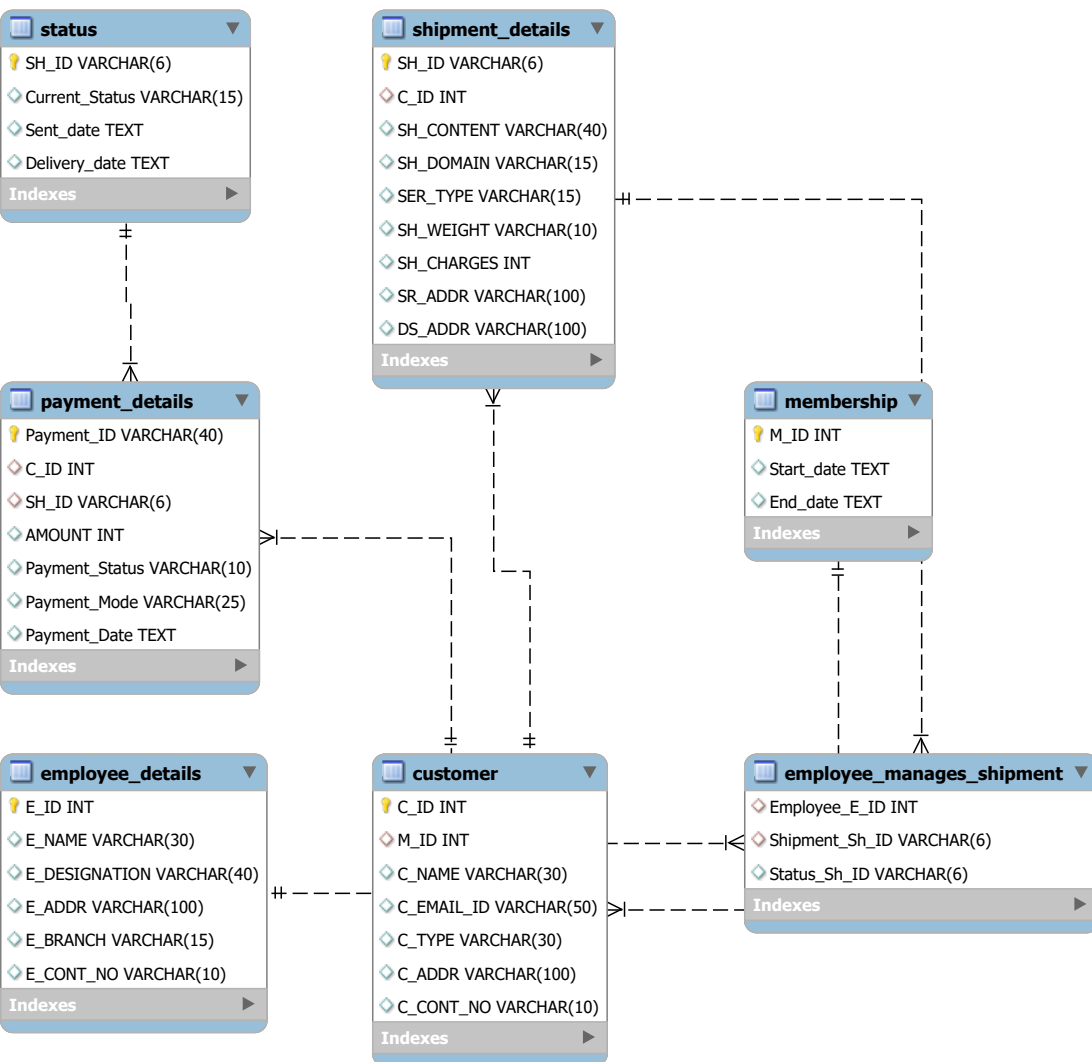 status
SH_ID VARCHAR(6)
Current_Status VARCHAR(15)
Sent_date TEXT
Delivery_date TEXT
Indexes
shipment_details
SH_ID VARCHAR(6)
C_ID INT
SH_CONTENT VARCHAR(40)
SH_DOMAIN VARCHAR(15)
SER_TYPE VARCHAR(15)
SH_WEIGHT VARCHAR(10)
SH_CHARGES INT
SR_ADDR VARCHAR(100)
DS_ADDR VARCHAR(100)
Indexes
payment_details
Payment_ID VARCHAR(40)
C_ID INT
SH_ID VARCHAR(6)
AMOUNT INT
Payment_Status VARCHAR(10)
Payment_Mode VARCHAR(25)
Payment_Date TEXT
Indexes
membership
M_ID INT
Start_date TEXT
End_date TEXT
Indexes
employee_details
E_ID INT
E_NAME VARCHAR(30)
E_DESIGNATION VARCHAR(40)
E_ADDR VARCHAR(100)
E_BRANCH VARCHAR(15)
E_CONT_NO VARCHAR(10)
Indexes
customer
C_ID INT
M_ID INT
C_NAME VARCHAR(30)
C_EMAIL_ID VARCHAR(50)
C_TYPE VARCHAR(30)
C_ADDR VARCHAR(100)
C_CONT_NO VARCHAR(10)
Indexes
employee_manages_shipment
Employee_E_ID INT
Shipment_Sh_ID VARCHAR(6)
Status_Sh_ID VARCHAR(6)
Indexes